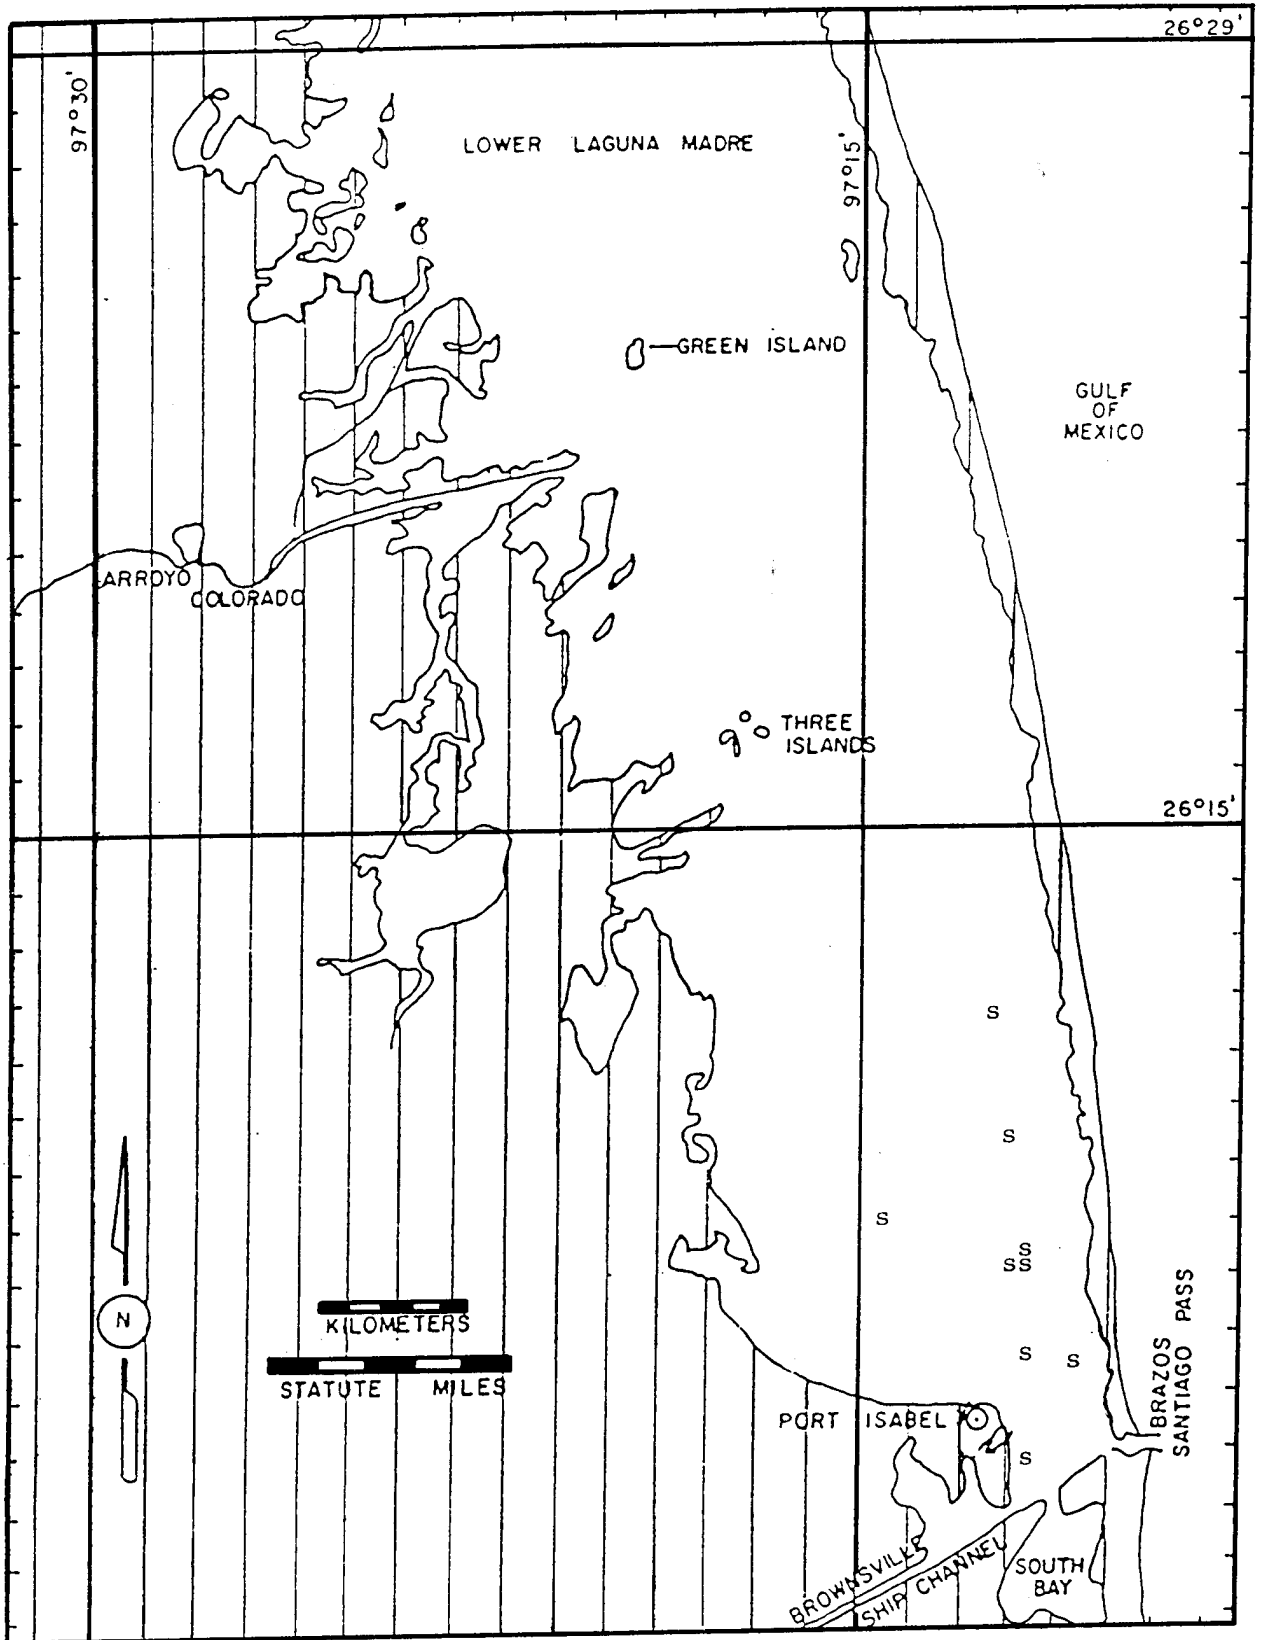 26°29'
97°30'
LOWER LAGUNA MADRE
97°15'
GREEN ISLAND
GULF
OF
MEXICO
ARROYO
COLORADO
THREE
ISLANDS
26°15'
S
S
S
S
SS
N
KILOMETERS
S
S
STATUTE MILES
BRAZOS
SANTIAGO PASS
PORT ISABEL
S
BROWNSVILLE
SHIP CHANNEL
SOUTH
BAY